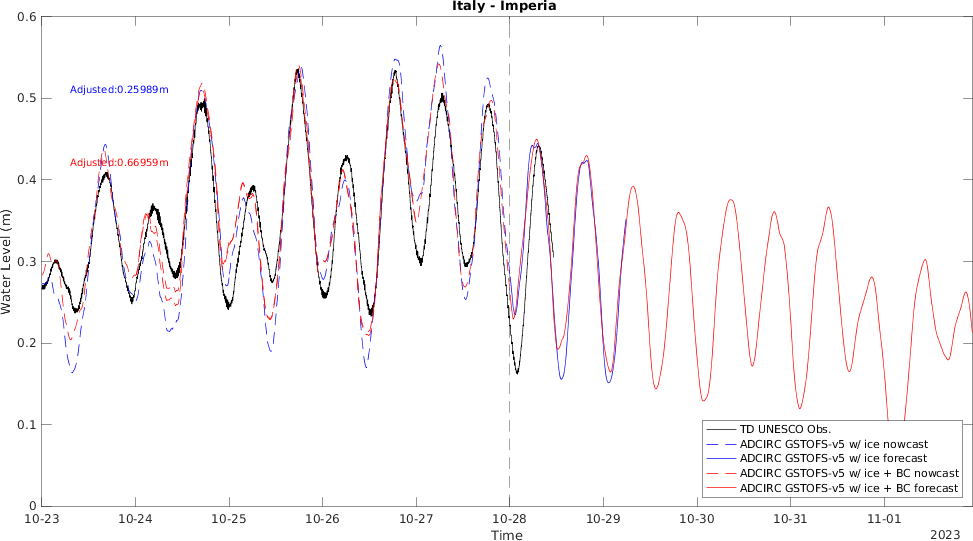 Italy - Imperia
0.6
0.5
0.4
0.3
0.2
0.1
0
Water Level (m)
Adjusted:0.25989m
Adjusted:0.66959m
TD UNESCO Obs.
ADCIRC GSTOFS-v5 w/ ice nowcast
ADCIRC GSTOFS-v5 w/ ice forecast
ADCIRC GSTOFS-v5 w/ ice + BC nowcast
ADCIRC GSTOFS-v5 w/ ice + BC forecast
10-23 10-24 10-25 10-26 10-27 10-28 10-29 10-30 10-31 11-01
Time
2023